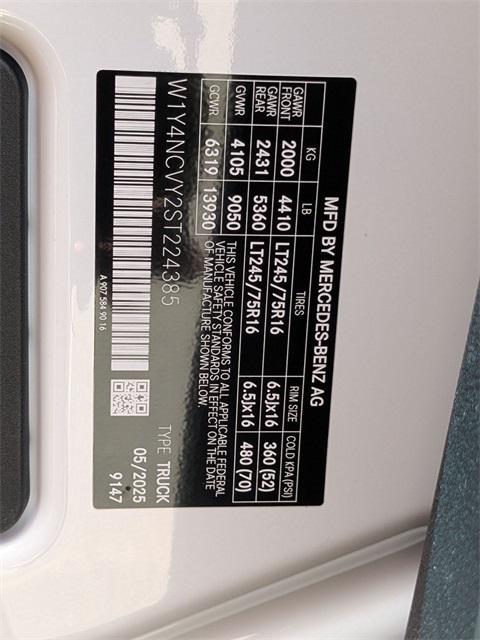 MFD BY MERCEDES-BENZ AG
KG LB TIRES RIM SIZE COLD KPA (PSI)
GAWR FRONT 2000 4410 LT245/75R16 6.5Jx16 360 (52)
GAWR REAR 2431 5360 LT245/75R16 6.5Jx16 480 (70)
GVWR 4105 9050
GCWR 6319 13930
THIS VEHICLE CONFORMS TO ALL APPLICABLE FEDERAL
VEHICLE SAFETY STANDARDS IN EFFECT ON THE DATE
OF MANUFACTURE SHOWN BELOW.
W1Y4NCVY2ST224385
TYPE TRUCK
05/2025
9147
A 907 584 90 16